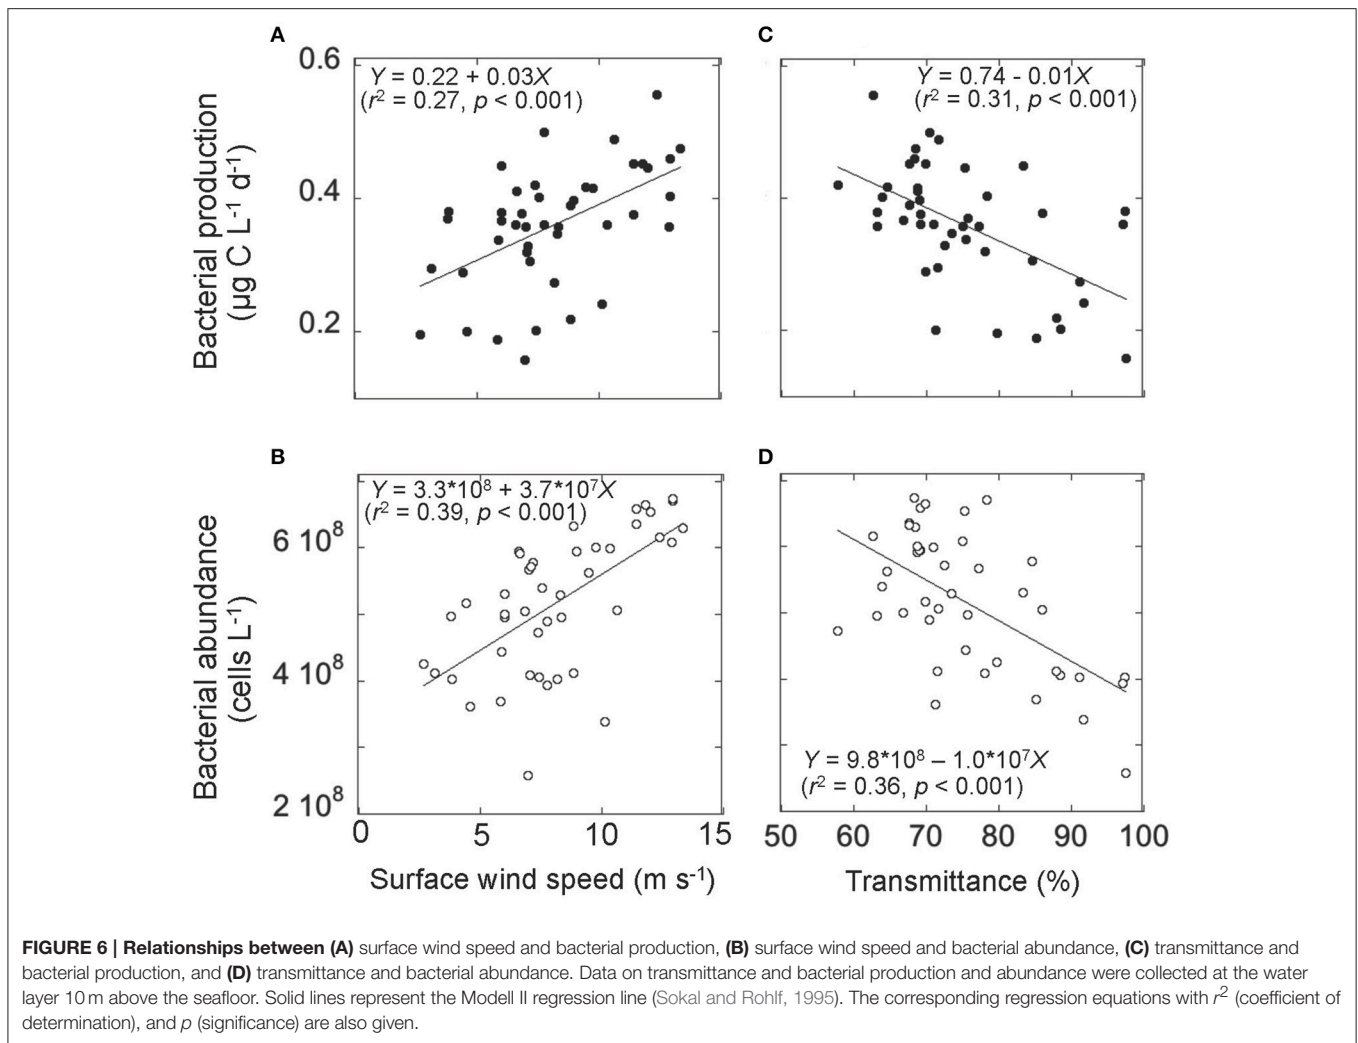 A
C
0.6
Y = 0.22 + 0.03X
(r² = 0.27, p < 0.001)
Y = 0.74 - 0.01X
(r² = 0.31, p < 0.001)
Bacterial production
(µg C L⁻¹ d⁻¹)
0.4
0.2
B
D
Y = 3.3*10⁸ + 3.7*10⁷X
(r² = 0.39, p < 0.001)
Bacterial abundance
(cells L⁻¹)
6 10⁸
4 10⁸
2 10⁸
Y = 9.8*10⁸ – 1.0*10⁷X
(r² = 0.36, p < 0.001)
0 5 10 15 50 60 70 80 90 100
Surface wind speed (m s⁻¹)
Transmittance (%)
FIGURE 6 | Relationships between (A) surface wind speed and bacterial production, (B) surface wind speed and bacterial abundance, (C) transmittance and
bacterial production, and (D) transmittance and bacterial abundance. Data on transmittance and bacterial production and abundance were collected at the water
layer 10 m above the seafloor. Solid lines represent the Modell II regression line (Sokal and Rohlf, 1995). The corresponding regression equations with r² (coefficient of
determination), and p (significance) are also given.